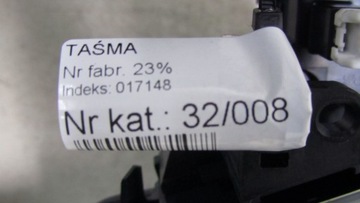 TAŚMA
Nr fabr. 23%
Indeks: 017148
Nr kat.: 32/008